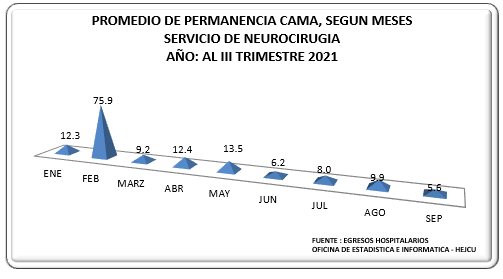 PROMEDIO DE PERMANENCIA CAMA, SEGUN MESES
SERVICIO DE NEUROCIRUGIA
AÑO: AL III TRIMESTRE 2021
12.3
75.9
9.2
12.4
13.5
6.2
8.0
9.9
5.6
ENE
FEB
MARZ
ABR
MAY
JUN
JUL
AGO
SEP
FUENTE : EGRESOS HOSPITALARIOS
OFICINA DE ESTADISTICA E INFORMATICA - HEJCU